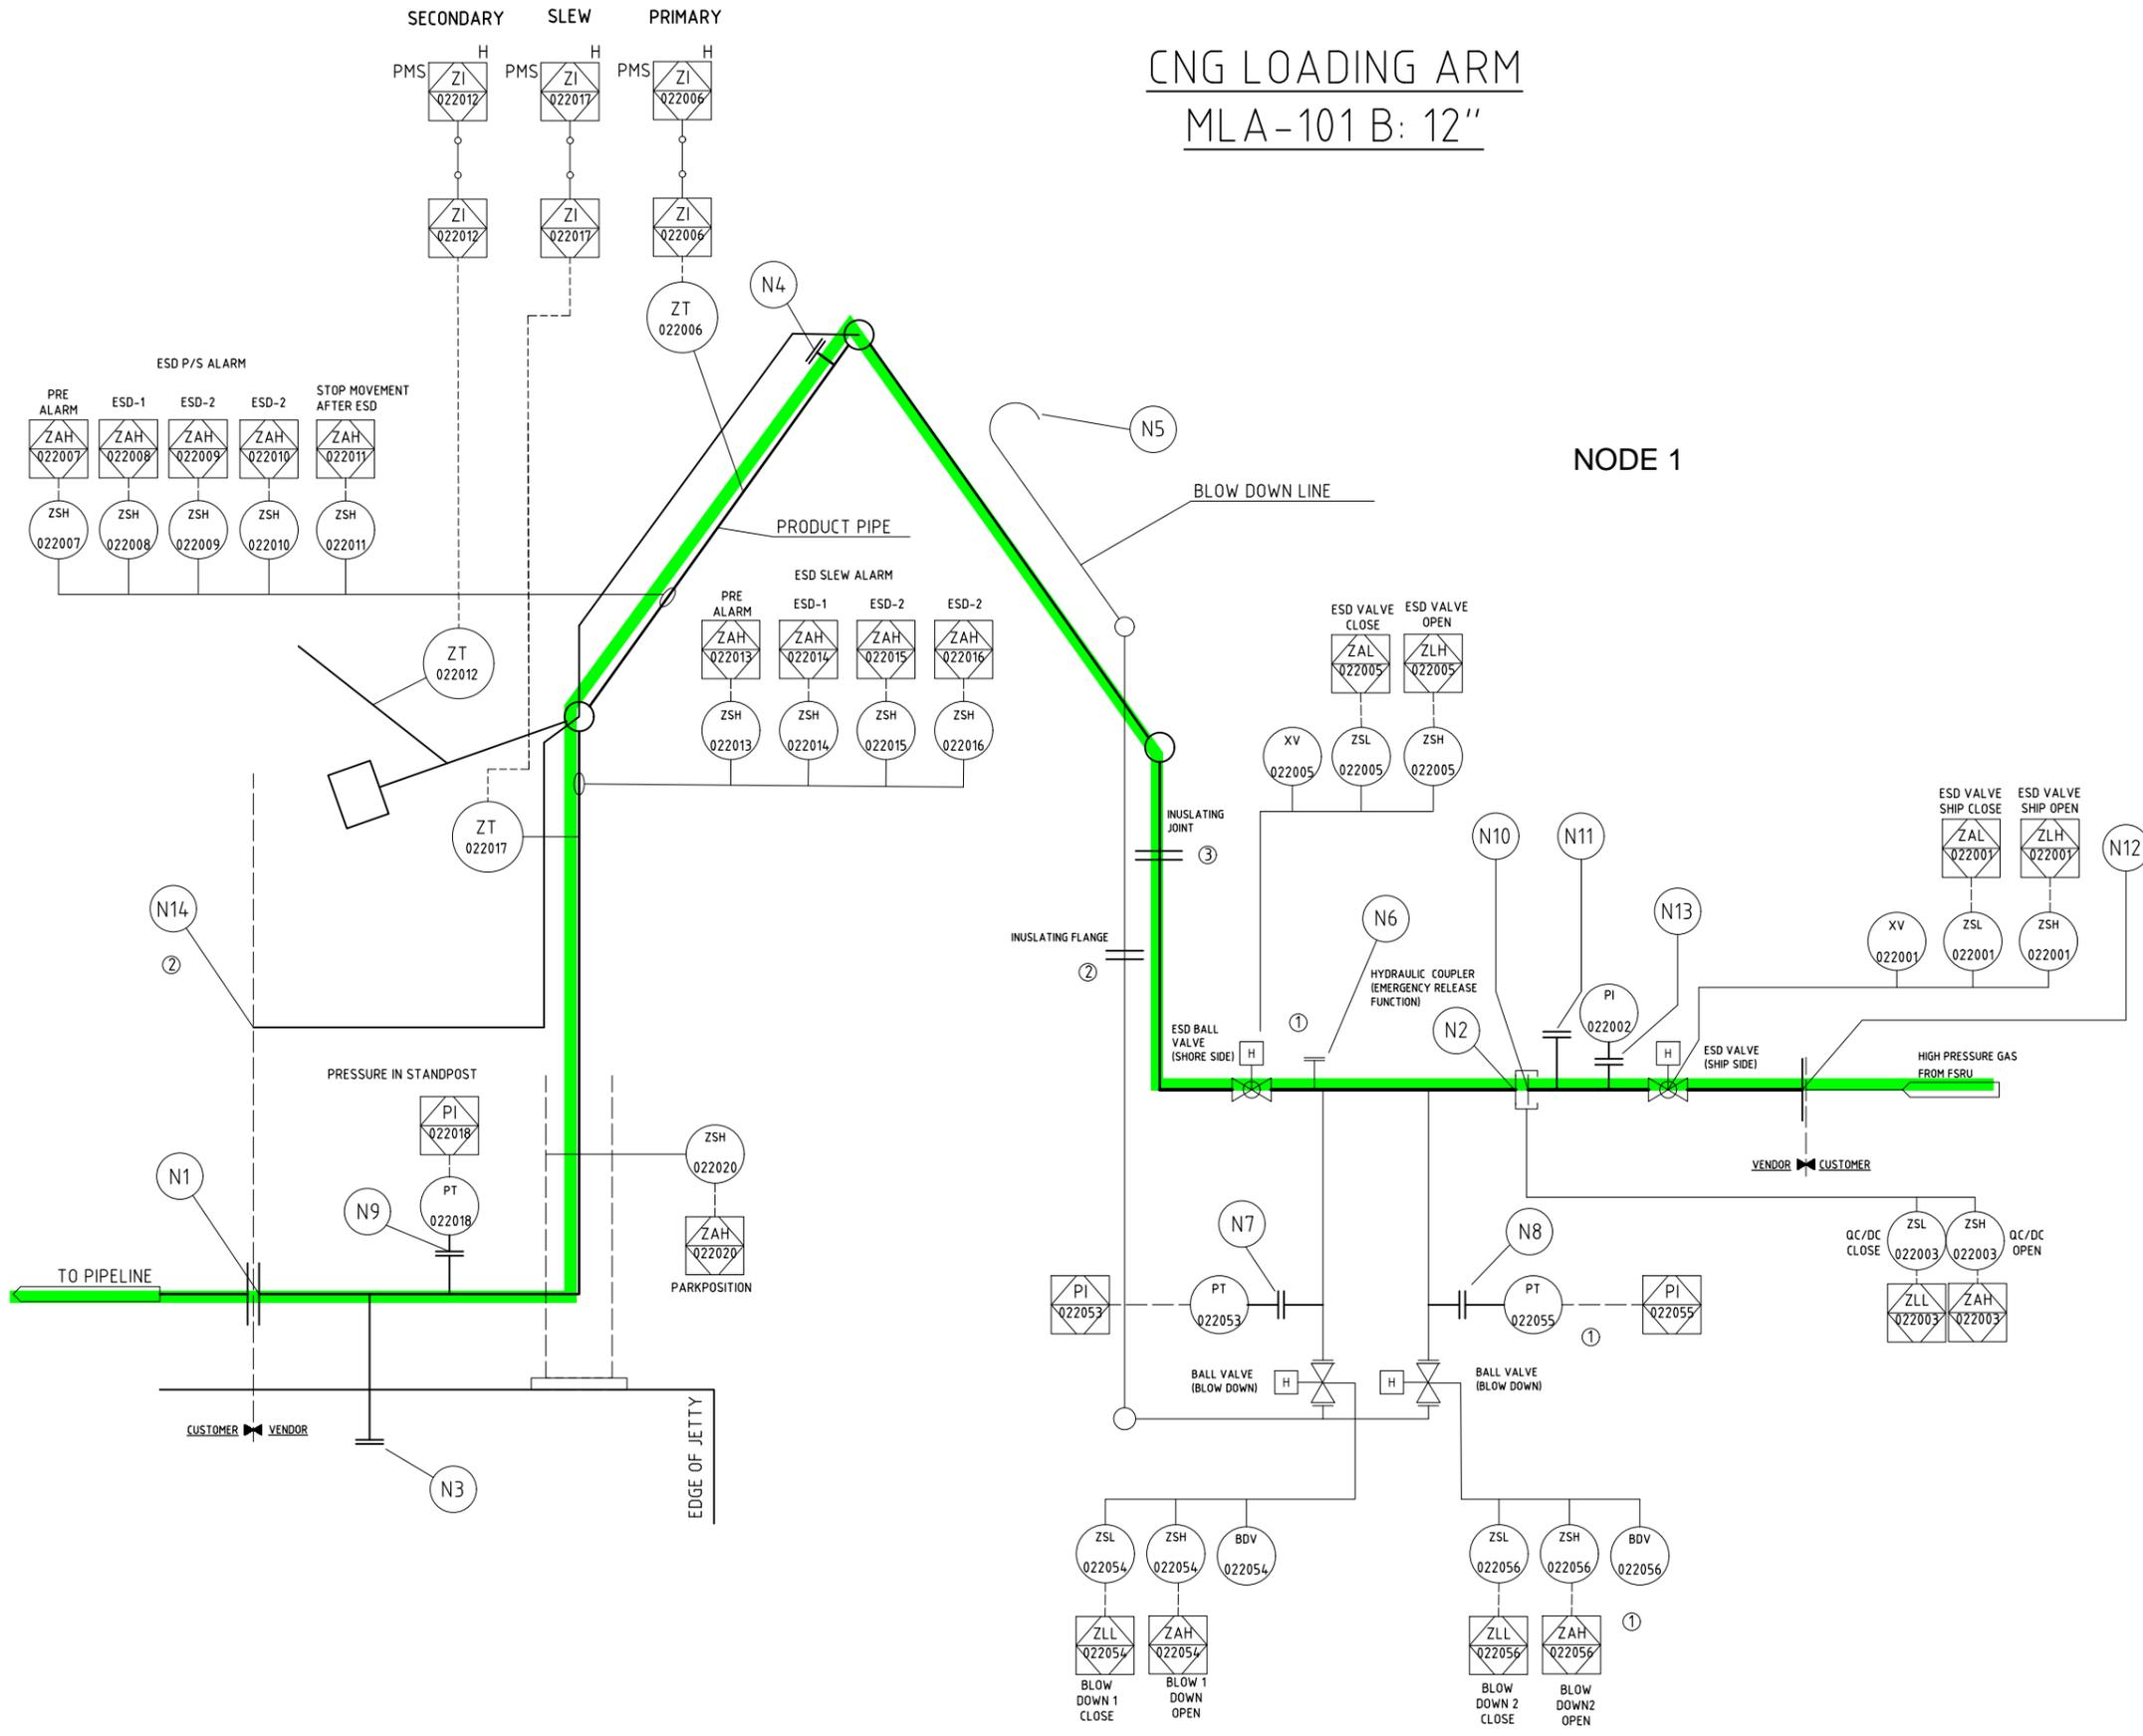 SECONDARY
SLEW
PRIMARY
CNG LOADING ARM
MLA-101 B: 12"
PMS
H
ZI
022012
PMS
H
ZI
022017
PMS
H
ZI
022006
ZI
022012
ZI
022017
ZI
022006
N4
ZT
022006
ESD P/S ALARM
PRE
ALARM
ESD-1
ESD-2
ESD-2
STOP MOVEMENT
AFTER ESD
ZAH
022007
ZAH
022008
ZAH
022009
ZAH
022010
ZAH
022011
ZSH
022007
ZSH
022008
ZSH
022009
ZSH
022010
ZSH
022011
N5
NODE 1
BLOW DOWN LINE
PRODUCT PIPE
ESD SLEW ALARM
PRE
ALARM
ESD-1
ESD-2
ESD-2
ZAH
022013
ZAH
022014
ZAH
022015
ZAH
022016
ZSH
022013
ZSH
022014
ZSH
022015
ZSH
022016
ZT
022012
ZT
022017
ESD VALVE
CLOSE
ESD VALVE
OPEN
ZAL
022005
ZLH
022005
XV
022005
ZSL
022005
ZSH
022005
INUSLATING
JOINT
3
N10
N11
ESD VALVE
SHIP CLOSE
ESD VALVE
SHIP OPEN
ZAL
022001
ZLH
022001
N12
N14
2
INUSLATING FLANGE
2
N6
N13
XV
022001
ZSL
022001
ZSH
022001
HYDRAULIC COUPLER
(EMERGENCY RELEASE
FUNCTION)
PI
022002
1
N2
ESD BALL
VALVE
(SHORE SIDE)
H
H
ESD VALVE
(SHIP SIDE)
HIGH PRESSURE GAS
FROM FSRU
VENDOR
CUSTOMER
PRESSURE IN STANDPOST
PI
022018
N1
N9
PT
022018
ZSH
022020
ZAH
022020
PARKPOSITION
TO PIPELINE
N7
N8
QC/DC
CLOSE
ZSL
022003
ZSH
022003
QC/DC
OPEN
ZLL
022003
ZAH
022003
PI
022053
PT
022053
PT
022055
PI
022055
1
BALL VALVE
(BLOW DOWN)
H
H
BALL VALVE
(BLOW DOWN)
CUSTOMER
VENDOR
EDGE OF JETTY
N3
ZSL
022054
ZSH
022054
BDV
022054
ZSL
022056
ZSH
022056
BDV
022056
1
ZLL
022054
ZAH
022054
ZLL
022056
ZAH
022056
BLOW
DOWN 1
CLOSE
BLOW 1
DOWN
OPEN
BLOW
DOWN 2
CLOSE
BLOW
DOWN2
OPEN